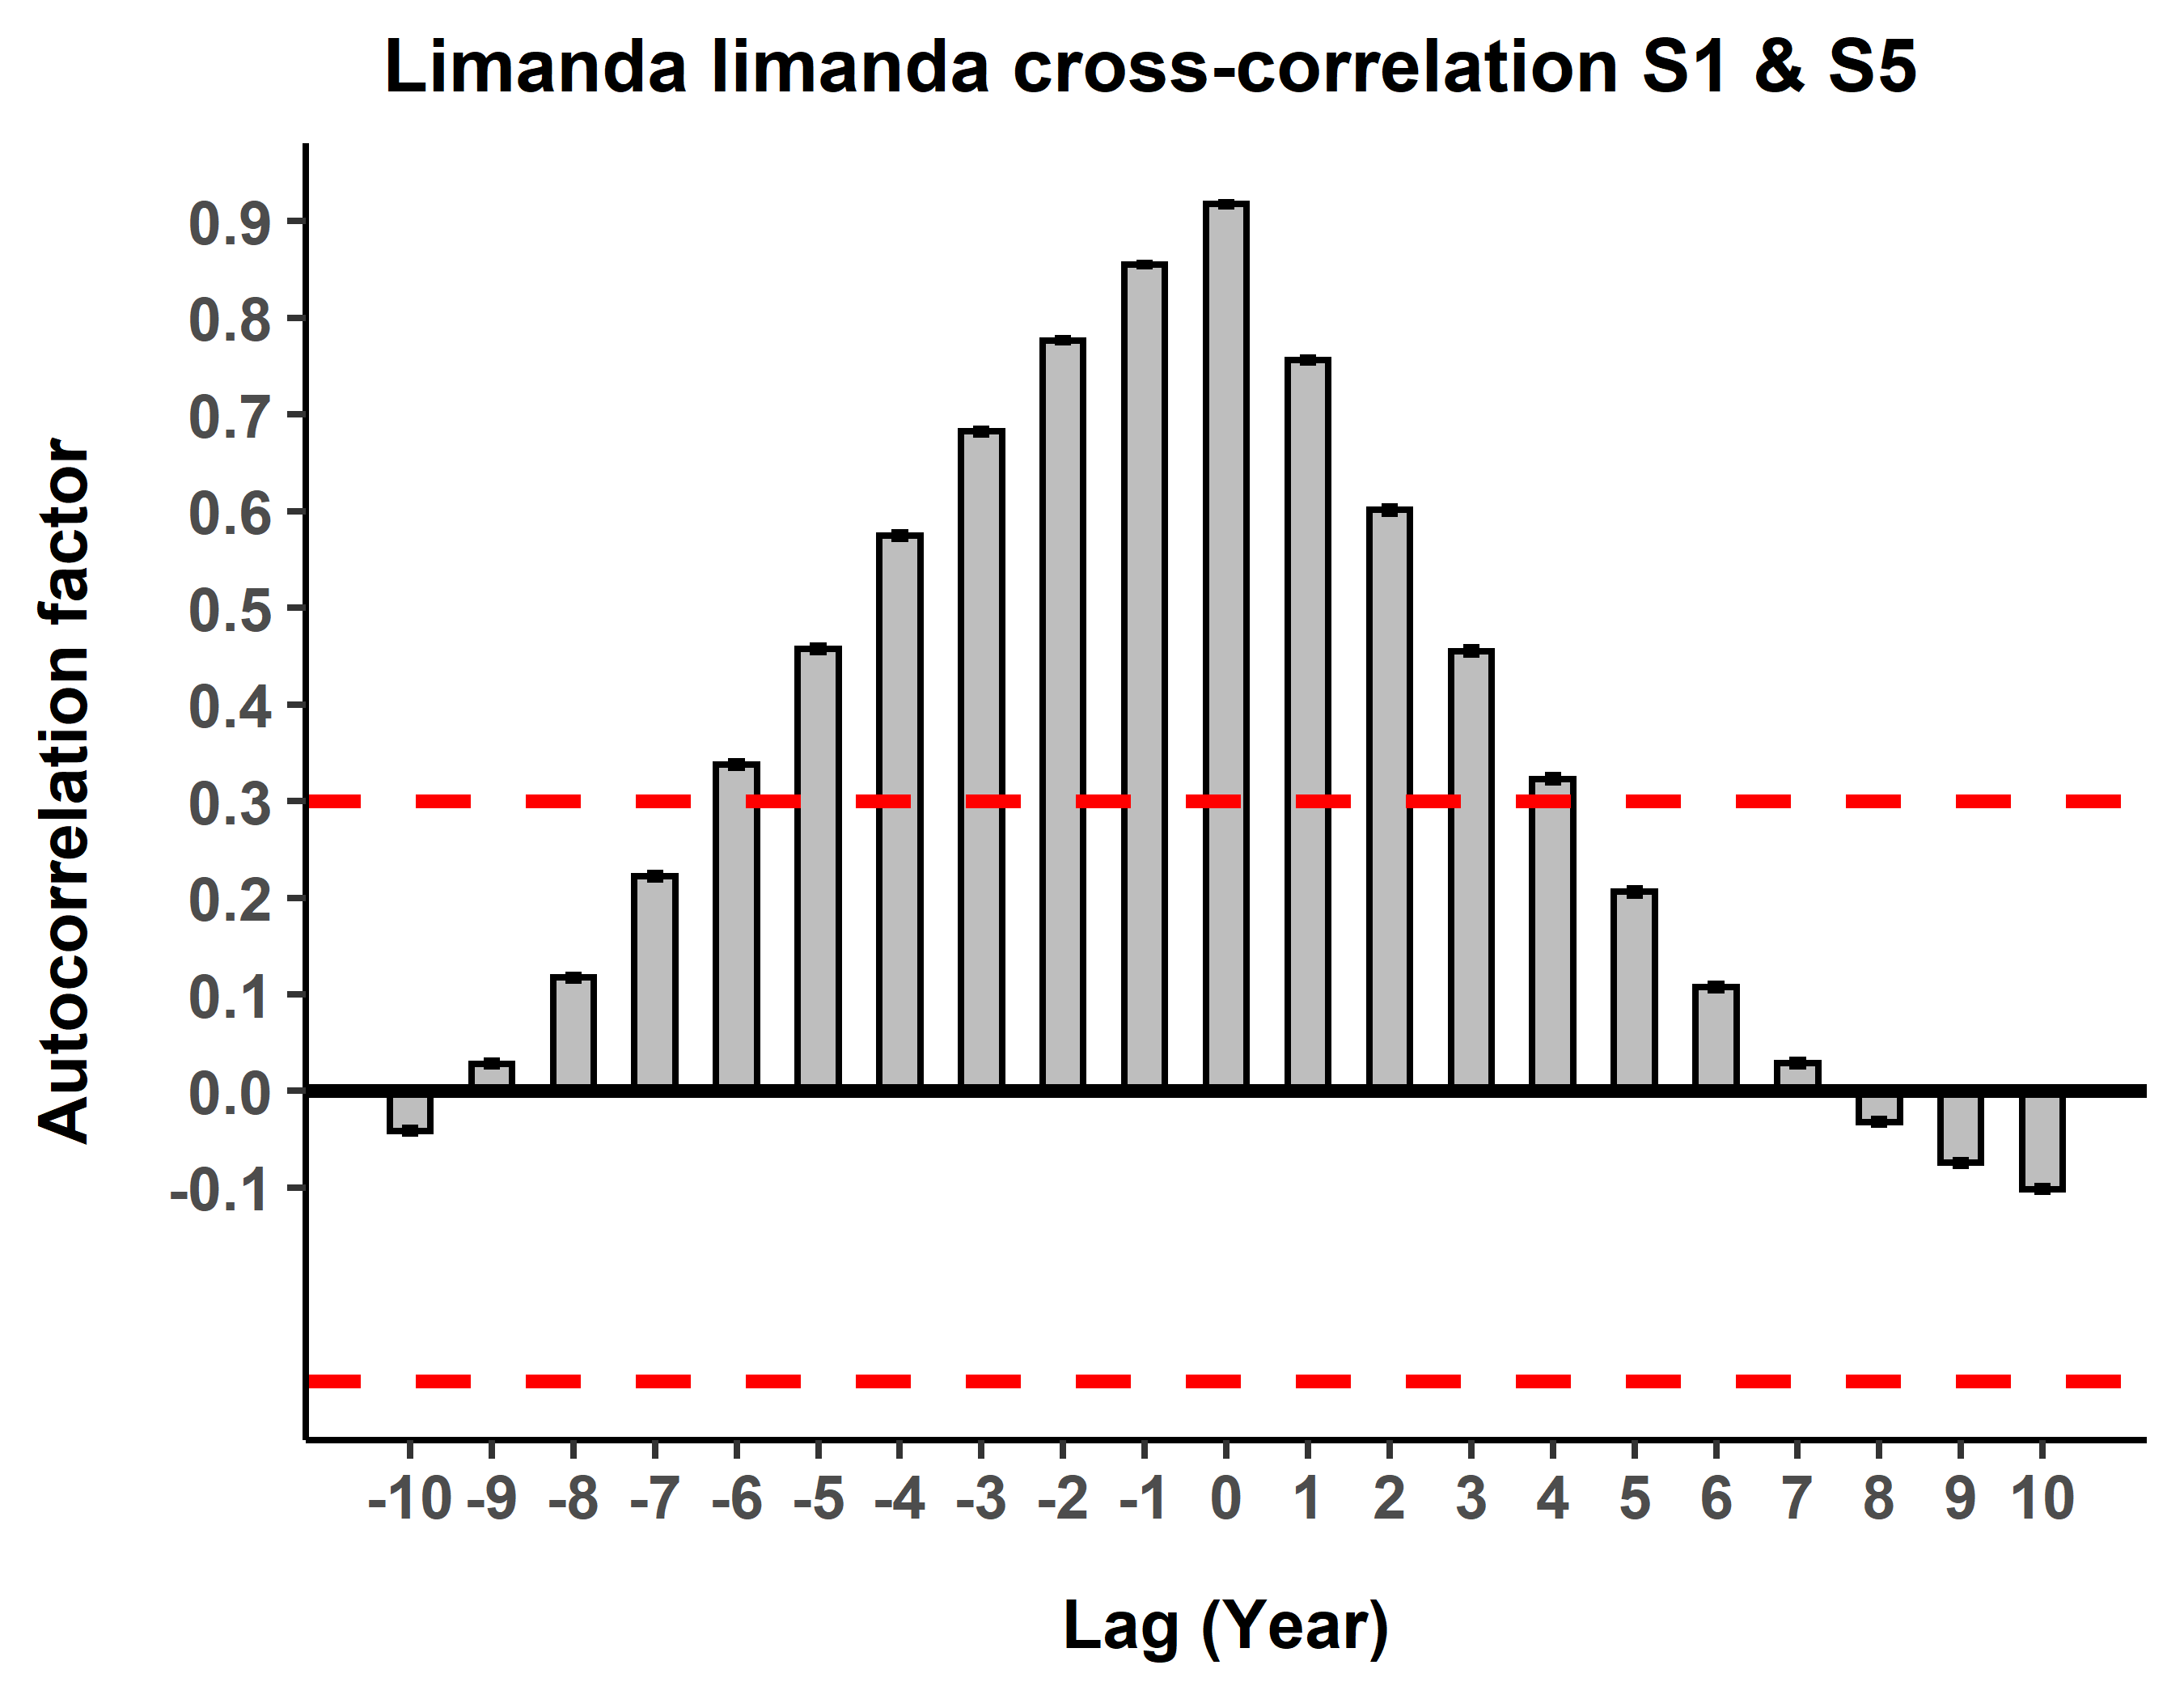 Limanda limanda cross-correlation S1 & S5
Autocorrelation factor
0.9
0.8
0.7
0.6
0.5
0.4
0.3
0.2
0.1
0.0
-0.1
-10 -9 -8 -7 -6 -5 -4 -3 -2 -1 0 1 2 3 4 5 6 7 8 9 10
Lag (Year)